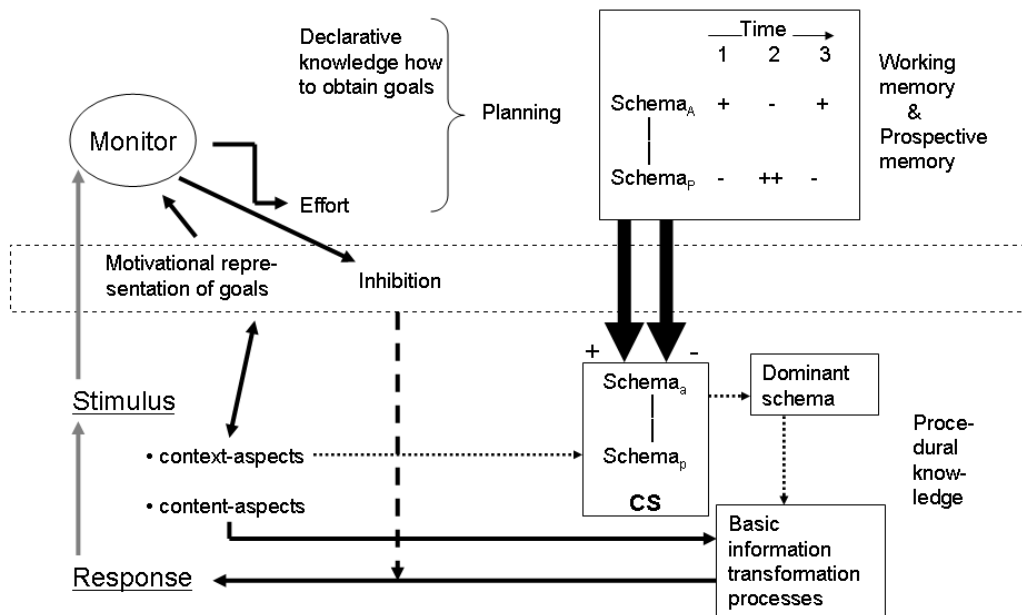 Declarative
knowledge how
to obtain goals
Planning
Monitor
Effort
Time
1 2 3
Schema_A + - +
Schema_P - ++ -
Working
memory
&
Prospective
memory
Motivational repre-
sentation of goals
Inhibition
+ -
Schema_a
Schema_p
CS
Dominant
schema
Proce-
dural
know-
ledge
Stimulus
• context-aspects
• content-aspects
Basic
information
transformation
processes
Response